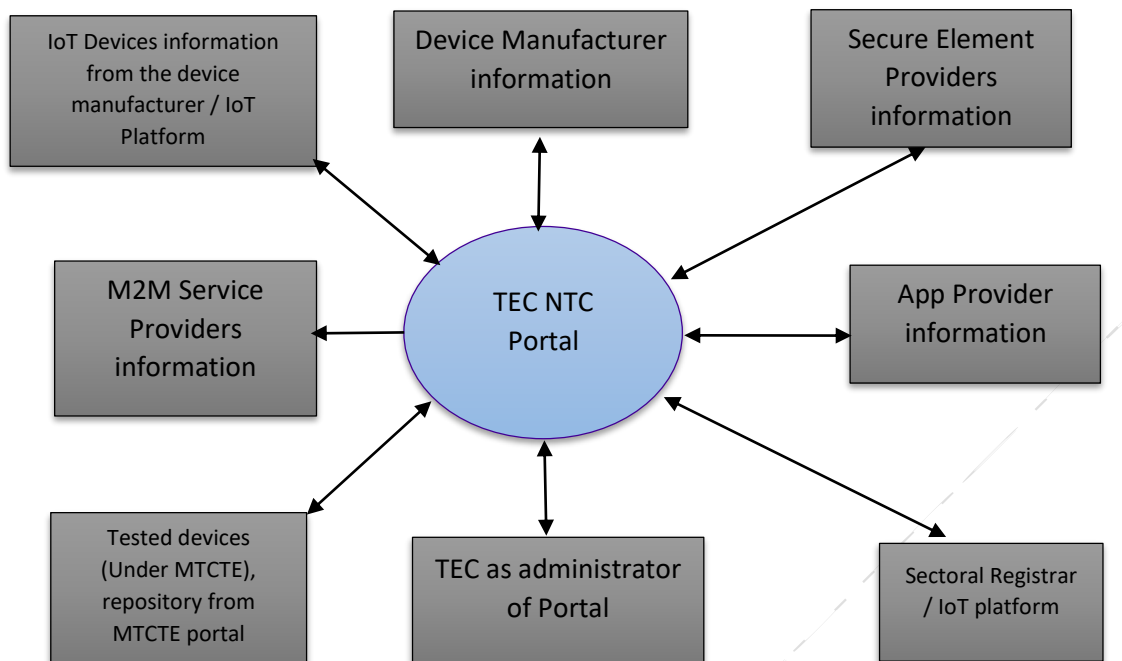 IoT Devices information
from the device
manufacturer / IoT
Platform
Device Manufacturer
information
Secure Element
Providers
information
M2M Service
Providers
information
TEC NTC
Portal
App Provider
information
Tested devices
(Under MTCTE),
repository from
MTCTE portal
TEC as administrator
of Portal
Sectoral Registrar
/ IoT platform